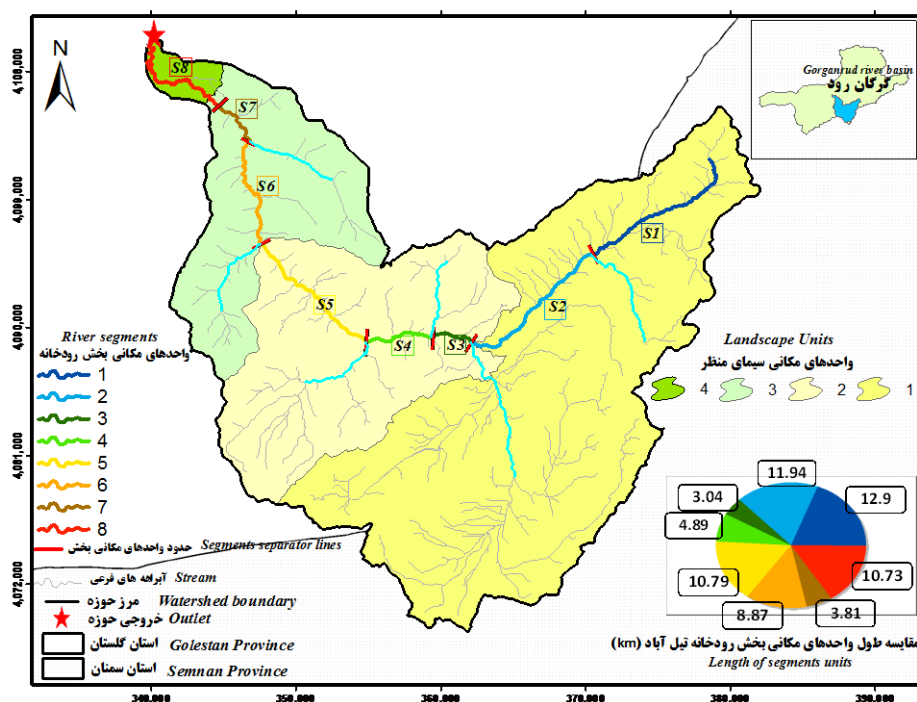 N
S8
S7
S6
S5
S4
S3
S2
S1
Gorganrud river basin
گرگان رود
River segments
واحدهای مکانی بخش رودخانه
1
2
3
4
5
6
7
8
حدود واحدهای مکانی بخش Segments separator lines
آبراهه های فرعی Stream
مرز حوزه Watershed boundary
خروجی حوزه Outlet
استان گلستان Golestan Province
استان سمنان Semnan Province
Landscape Units
واحدهای مکانی سیمای منظر
4 3 2 1
11.94
12.9
3.04
4.89
10.79
8.87
3.81
10.73
مقایسه طول واحدهای مکانی بخش رودخانه تیل آباد (km)
Length of segments units
4,108,000
4,099,000
4,090,000
4,081,000
4,072,000
340.000 350.000 360.000 370.000 380.000 390.000